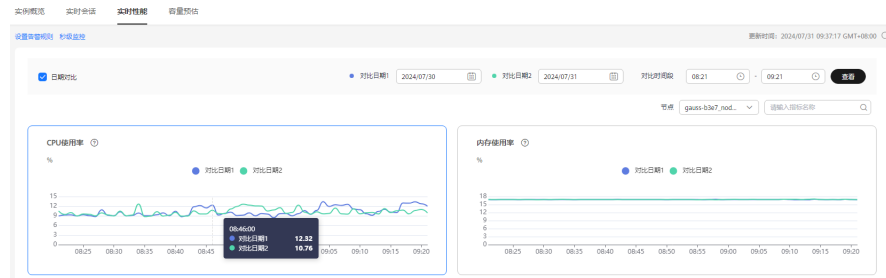 实例概览 实时会话 实时性能 容量预估
设置告警规则 秒级监控 更新时间: 2024/07/31 09:37:17 GMT+08:00
日期对比 对比日期1 2024/07/30 对比日期2 2024/07/31 对比时间段 08:21 - 09:21 查看
节点 gauss-b3e7_nod... 请输入指标名称
CPU使用率 内存使用率
% %
对比日期1 对比日期2 对比日期1 对比日期2
15 18
12 15
9 12
6 9
3 6
0 3
0
08:46:00
对比日期1 12.32
对比日期2 10.76
08:25 08:30 08:35 08:40 08:45 09:05 09:10 09:15 09:20
08:25 08:30 08:35 08:40 08:45 08:50 08:55 09:00 09:05 09:10 09:15 09:20